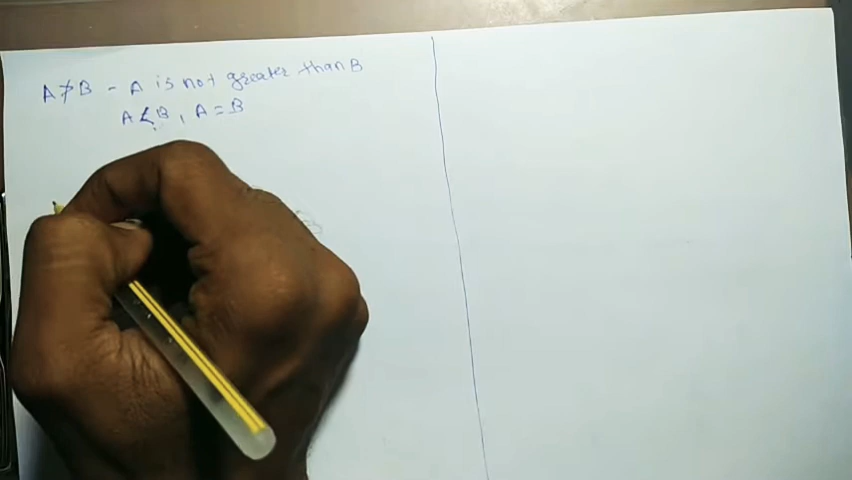 A ≯ B - A is not greater than B
A < B, A = B